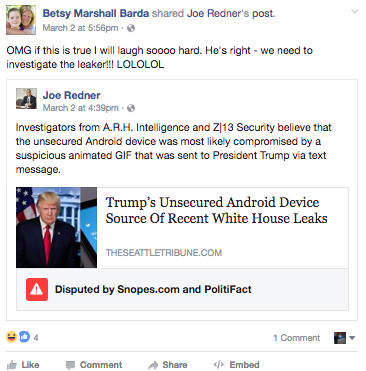 Betsy Marshall Barda shared Joe Redner's post.
March 2 at 5:56pm ·
OMG if this is true I will laugh soooo hard. He's right - we need to
investigate the leaker!!! LOLOLOL
Joe Redner
March 2 at 4:39pm ·
Investigators from A.R.H. Intelligence and Z|13 Security believe that
the unsecured Android device was most likely compromised by a
suspicious animated GIF that was sent to President Trump via text
message.
Trump's Unsecured Android Device
Source Of Recent White House Leaks
THESEATTLETRIBUNE.COM
Disputed by Snopes.com and PolitiFact
4
1 Comment
Like Comment Share Embed